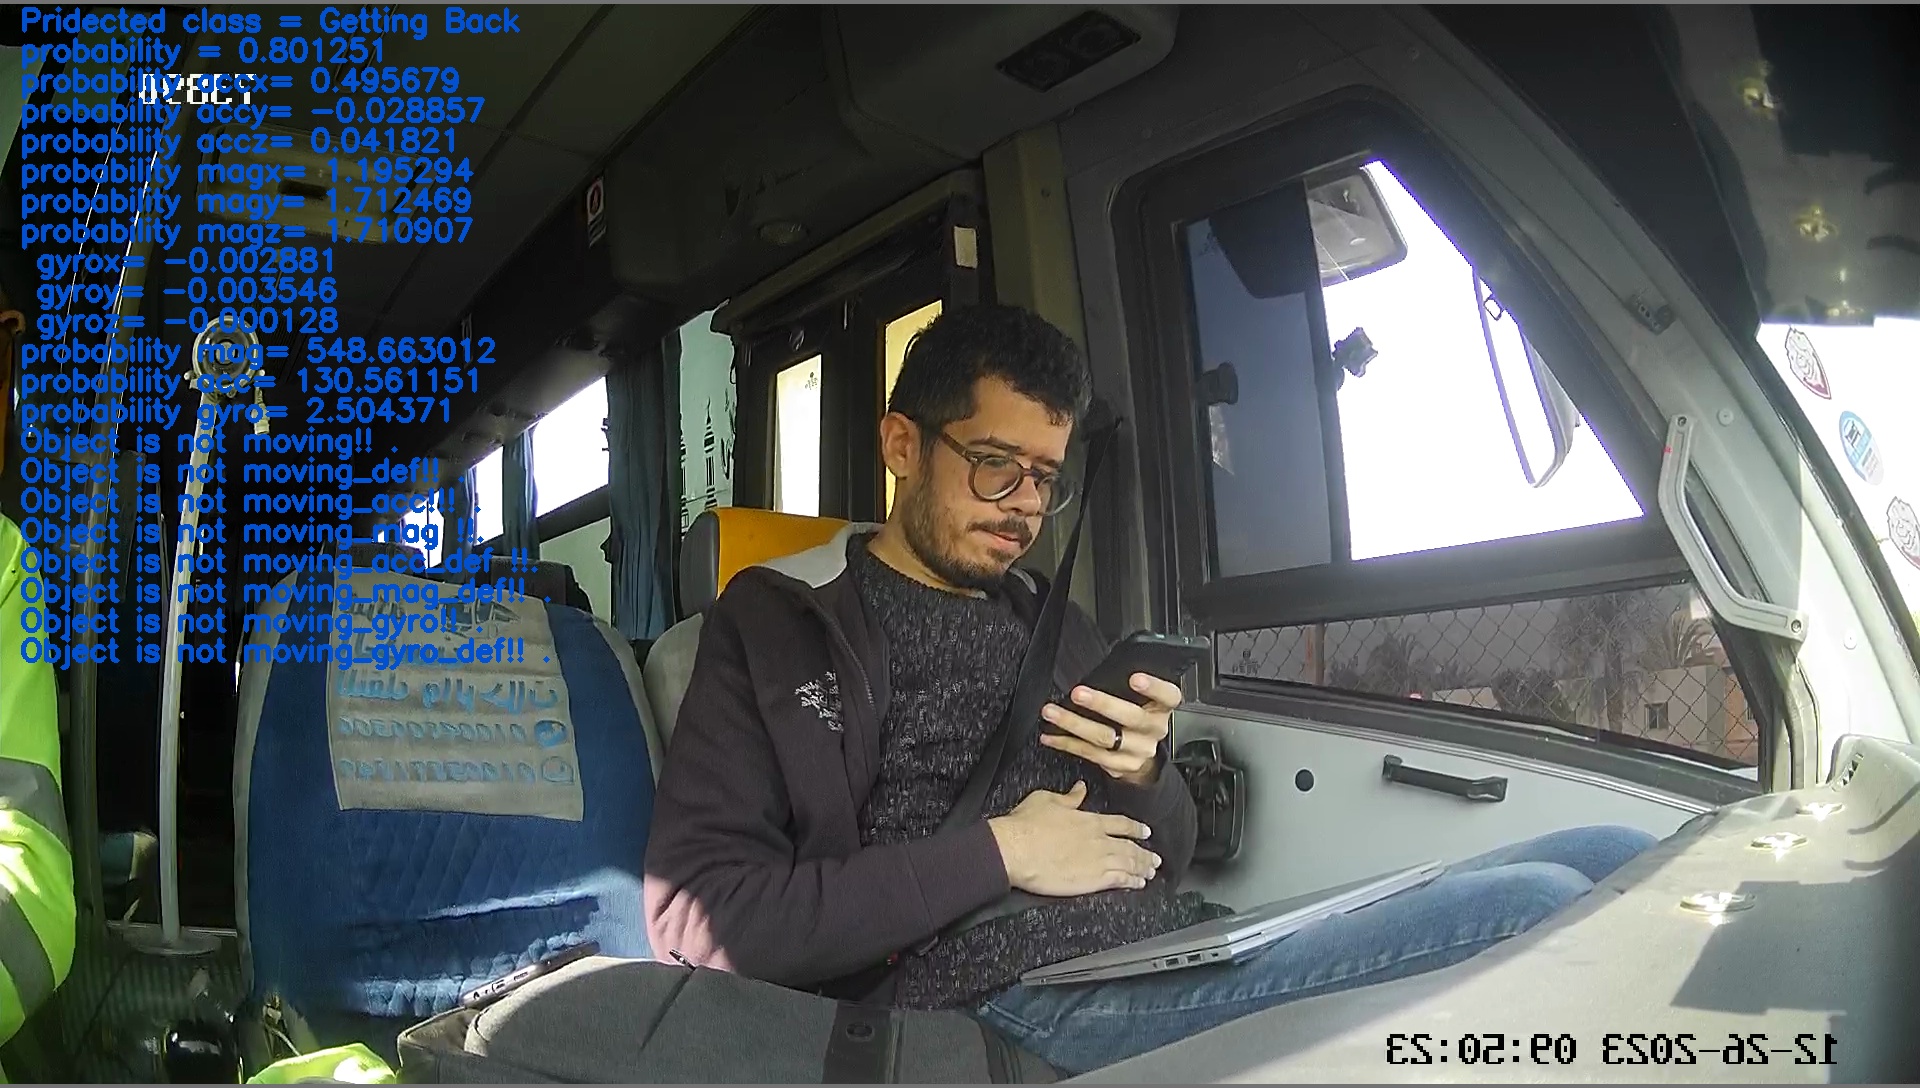 Pridected class = Getting Back
probability = 0.801251
probability accx= 0.495679
probability accy= -0.028857
probability accz= 0.041821
probability magx= 1.195294
probability magy= 1.712469
probability magz= 1.710907
gyrox= -0.002881
gyroy= -0.003546
gyroz= -0.000128
probability mag= 548.663012
probability acc= 130.561151
probability gyro= 2.504371
Object is not moving!! .
Object is not moving_def!!
Object is not moving_acc!!! .
Object is not moving_mag !!.
Object is not moving_acc_def !!.
Object is not moving_mag_def!! .
Object is not moving_gyro!! .
Object is not moving_gyro_def!! .
12-26-2023 09:50:23